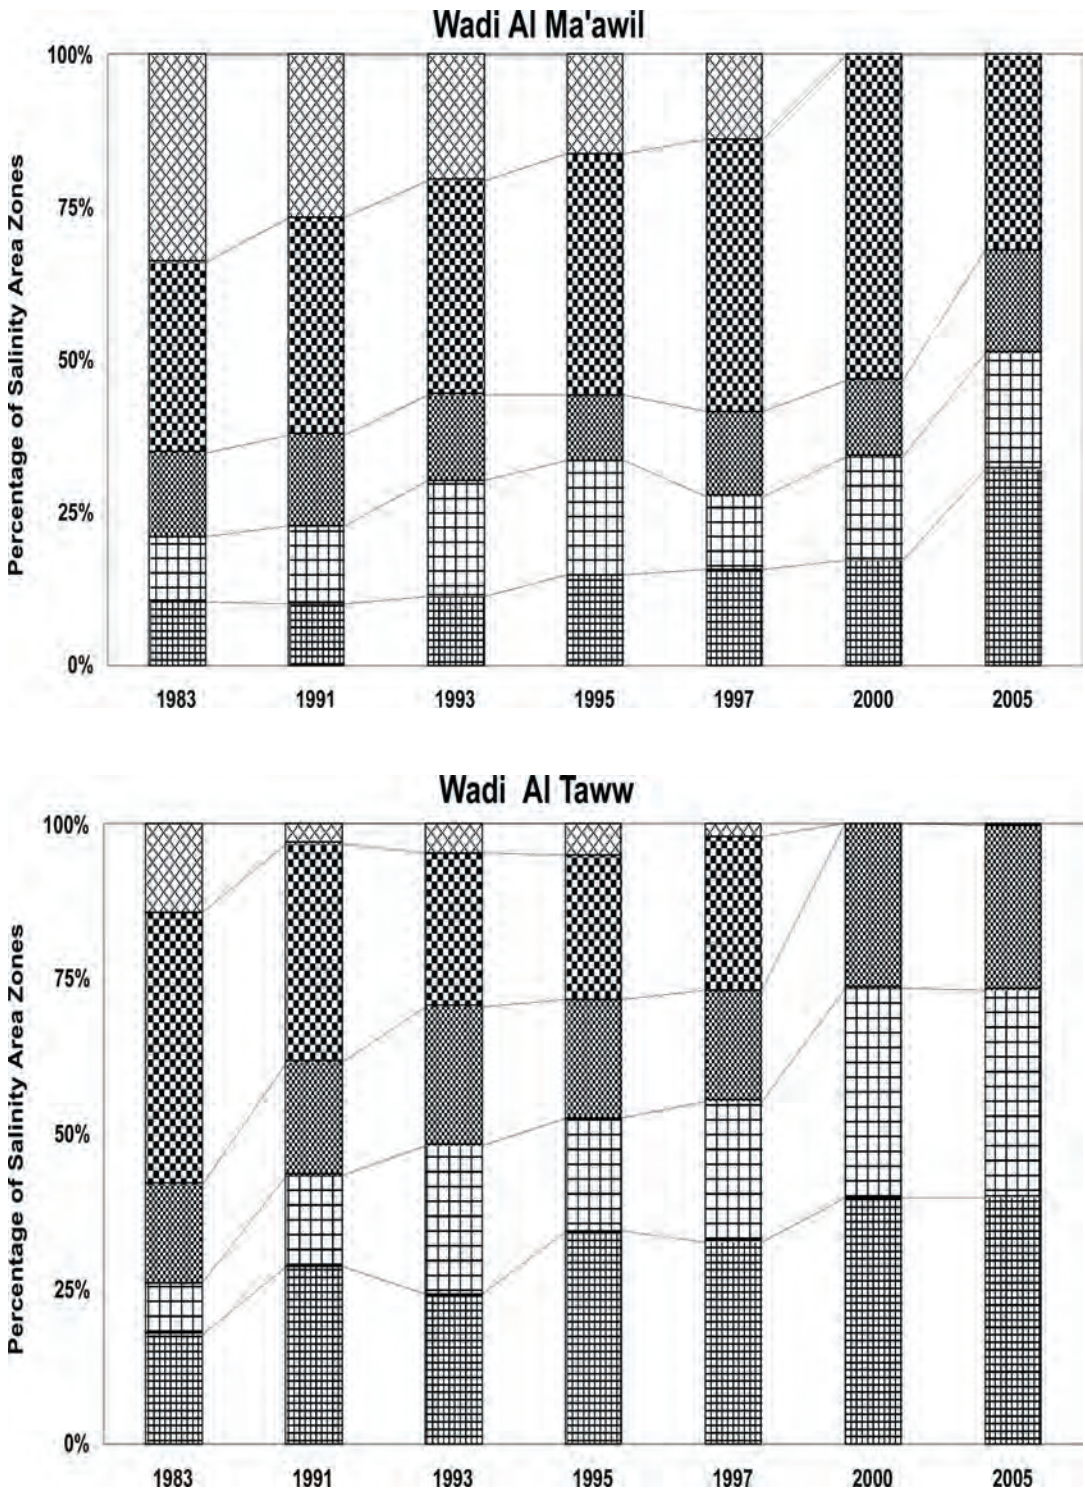 Wadi Al Ma'awil
Percentage of Salinity Area Zones
100%
75%
50%
25%
0%
1983 1991 1993 1995 1997 2000 2005
Wadi Al Taww
Percentage of Salinity Area Zones
100%
75%
50%
25%
0%
1983 1991 1993 1995 1997 2000 2005